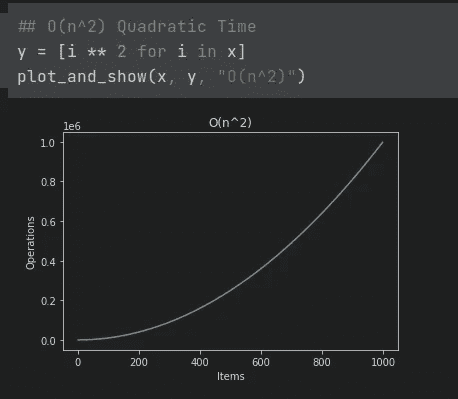 ## O(n^2) Quadratic Time
y = [i ** 2 for i in x]
plot_and_show(x, y, "O(n^2)")
O(n^2)
1e6
1.0
0.8
0.6
0.4
0.2
0.0
Operations
0 200 400 600 800 1000
Items